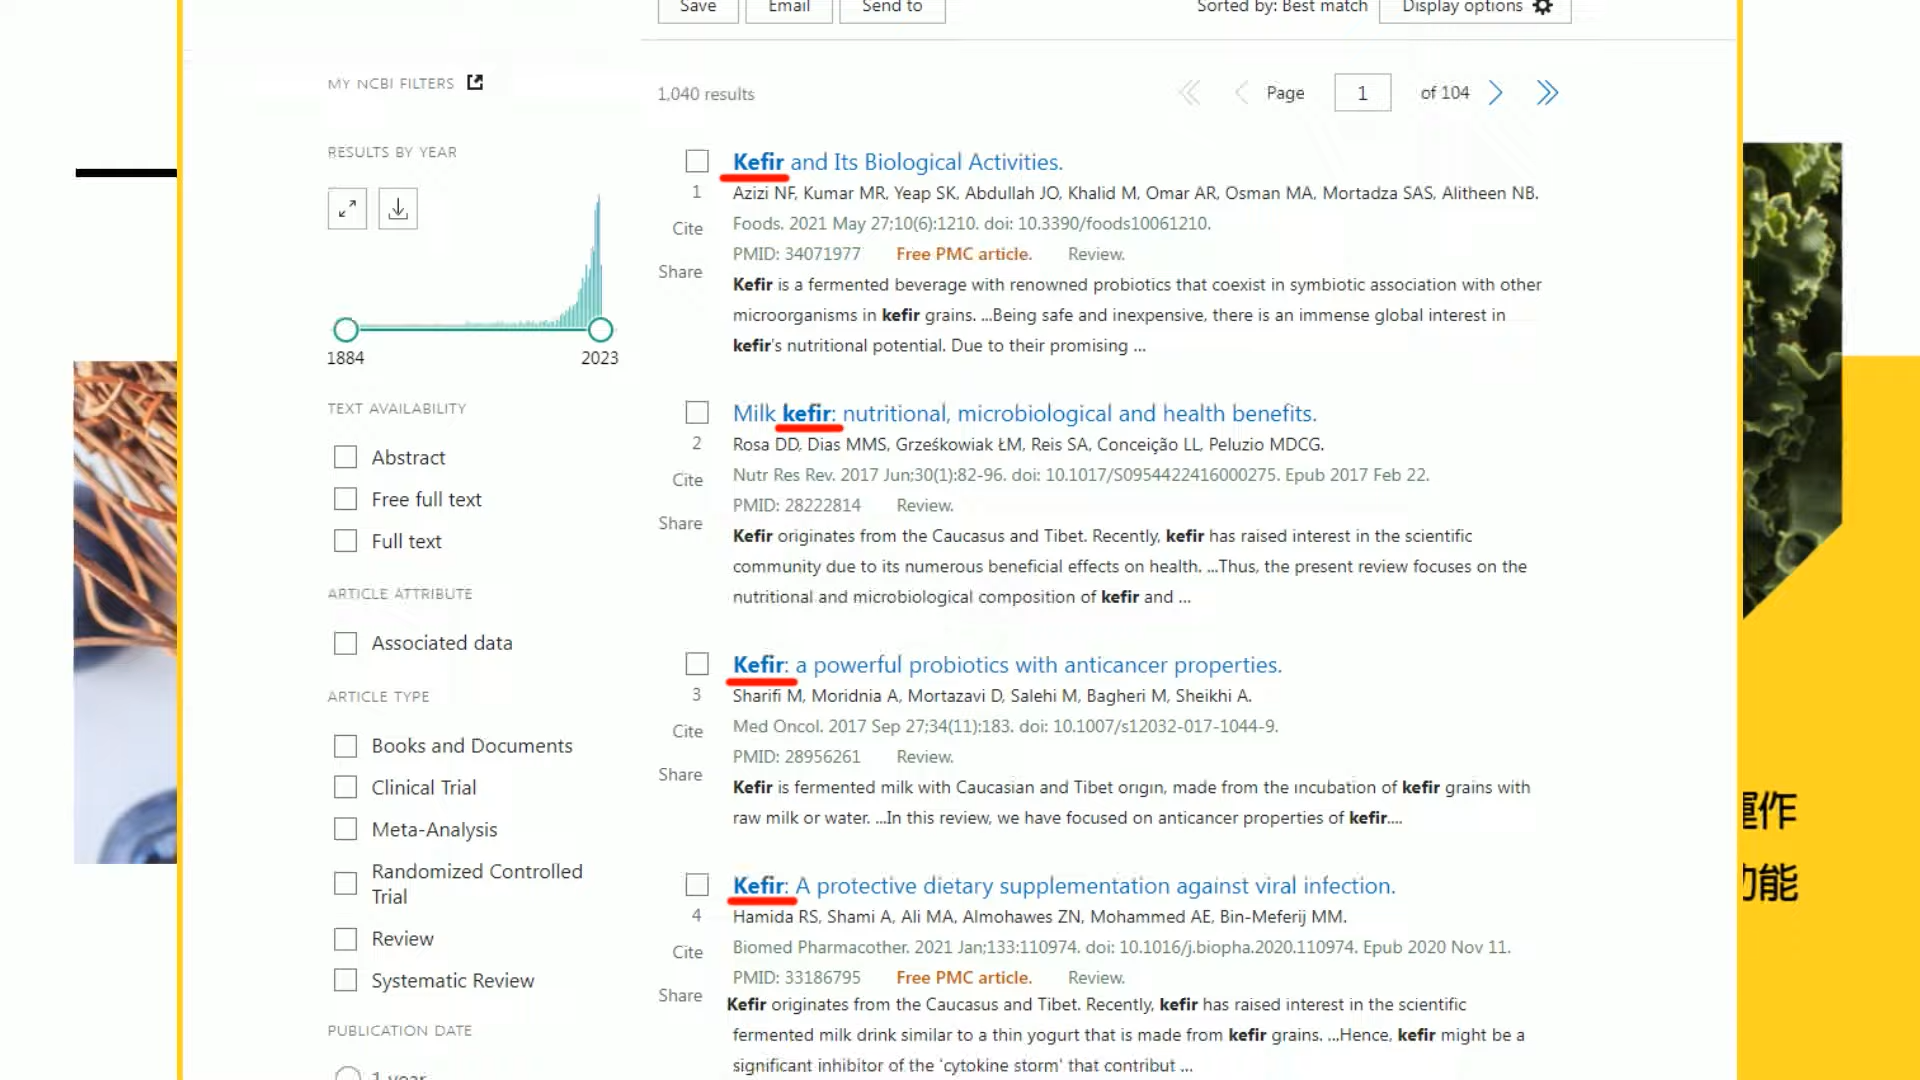 Save
Email
Send to
Sorted by: Best match
Display options
MY NCBI FILTERS
RESULTS BY YEAR
1884
2023
TEXT AVAILABILITY
Abstract
Free full text
Full text
ARTICLE ATTRIBUTE
Associated data
ARTICLE TYPE
Books and Documents
Clinical Trial
Meta-Analysis
Randomized Controlled
Trial
Review
Systematic Review
PUBLICATION DATE
1 year
1,040 results
Page
1
of 104
Kefir and Its Biological Activities.
1
Azizi NF, Kumar MR, Yeap SK, Abdullah JO, Khalid M, Omar AR, Osman MA, Mortadza SAS, Alitheen NB.
Cite
Foods. 2021 May 27;10(6):1210. doi: 10.3390/foods10061210.
PMID: 34071977 Free PMC article. Review.
Share
Kefir is a fermented beverage with renowned probiotics that coexist in symbiotic association with other
microorganisms in kefir grains. ...Being safe and inexpensive, there is an immense global interest in
kefir's nutritional potential. Due to their promising ...
Milk kefir: nutritional, microbiological and health benefits.
2
Rosa DD, Dias MMS, Grześkowiak ŁM, Reis SA, Conceição LL, Peluzio MDCG.
Cite
Nutr Res Rev. 2017 Jun;30(1):82-96. doi: 10.1017/S0954422416000275. Epub 2017 Feb 22.
PMID: 28222814 Review.
Share
Kefir originates from the Caucasus and Tibet. Recently, kefir has raised interest in the scientific
community due to its numerous beneficial effects on health. ...Thus, the present review focuses on the
nutritional and microbiological composition of kefir and ...
Kefir: a powerful probiotics with anticancer properties.
3
Sharifi M, Moridnia A, Mortazavi D, Salehi M, Bagheri M, Sheikhi A.
Cite
Med Oncol. 2017 Sep 27;34(11):183. doi: 10.1007/s12032-017-1044-9.
PMID: 28956261 Review.
Share
Kefir is fermented milk with Caucasian and Tibet origin, made from the incubation of kefir grains with
raw milk or water. ...In this review, we have focused on anticancer properties of kefir....
Kefir: A protective dietary supplementation against viral infection.
4
Hamida RS, Shami A, Ali MA, Almohawes ZN, Mohammed AE, Bin-Meferij MM.
Cite
Biomed Pharmacother. 2021 Jan;133:110974. doi: 10.1016/j.biopha.2020.110974. Epub 2020 Nov 11.
PMID: 33186795 Free PMC article. Review.
Share
Kefir originates from the Caucasus and Tibet. Recently, kefir has raised interest in the scientific
fermented milk drink similar to a thin yogurt that is made from kefir grains. ...Hence, kefir might be a
significant inhibitor of the 'cytokine storm' that contribut ...
運作
功能